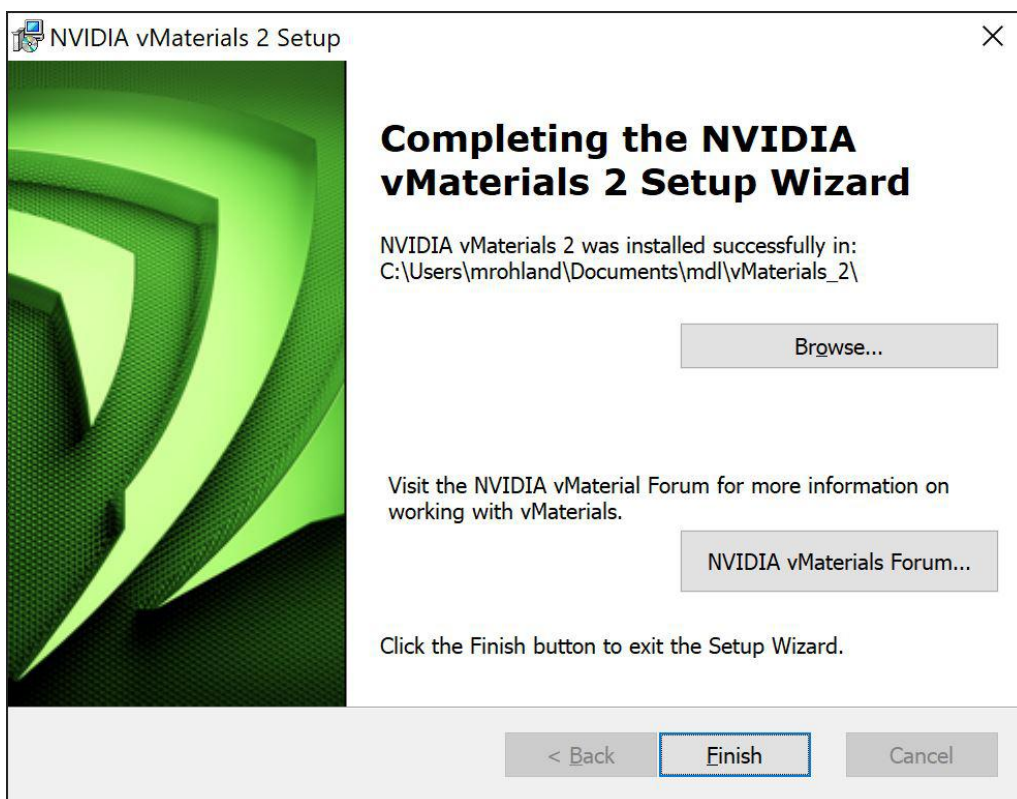 NVIDIA vMaterials 2 Setup
Completing the NVIDIA
vMaterials 2 Setup Wizard
NVIDIA vMaterials 2 was installed successfully in:
C:\Users\mrohland\Documents\mdl\vMaterials_2\
Browse...
Visit the NVIDIA vMaterial Forum for more information on
working with vMaterials.
NVIDIA vMaterials Forum...
Click the Finish button to exit the Setup Wizard.
< Back
Finish
Cancel